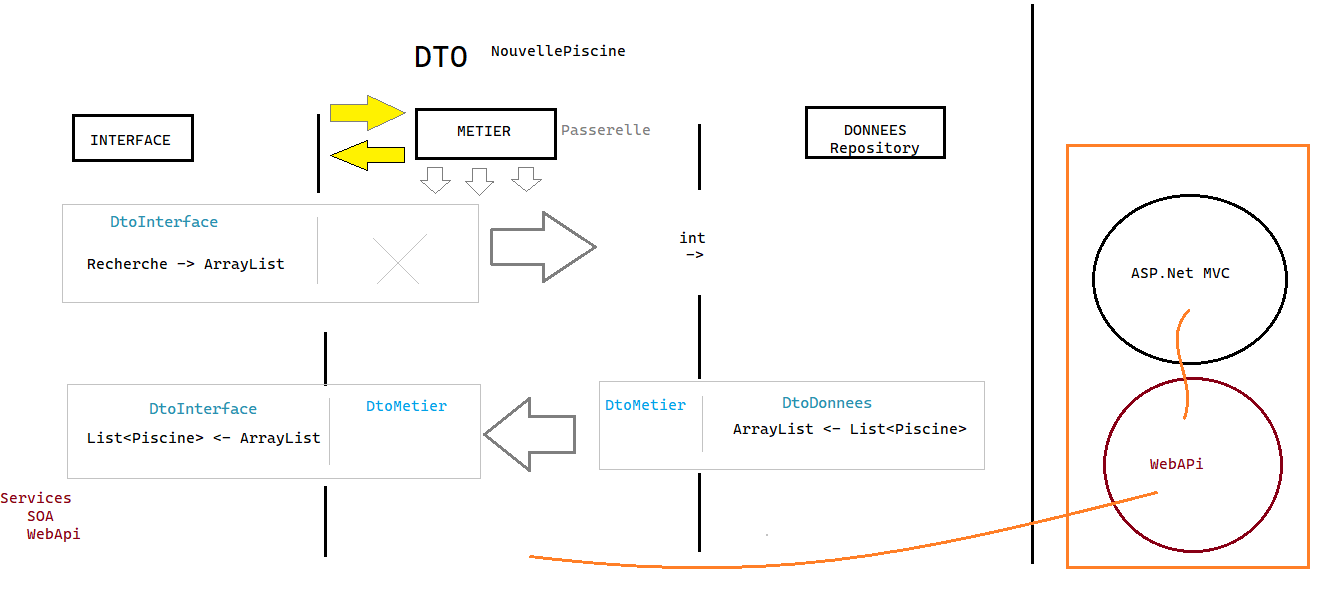 DTO NouvellePiscine
INTERFACE
METIER
Passerelle
DONNEES
Repository
DtoInterface
Recherche -> ArrayList
int
->
ASP.Net MVC
DtoInterface
DtoMetier
List<Piscine> <- ArrayList
DtoMetier
DtoDonnees
ArrayList <- List<Piscine>
WebAPi
Services
SOA
WebApi